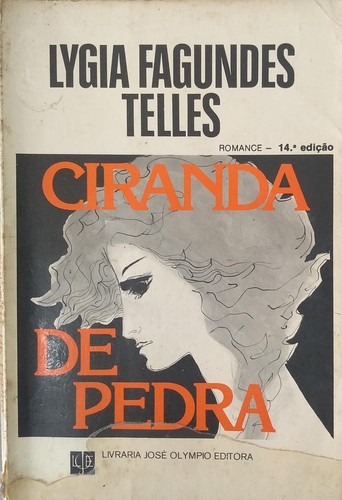 LYGIA FAGUNDES
TELLES
ROMANCE – 14.ª edição
CIRANDA
DE
PEDRA
LIVRARIA JOSÉ OLYMPIO EDITORA